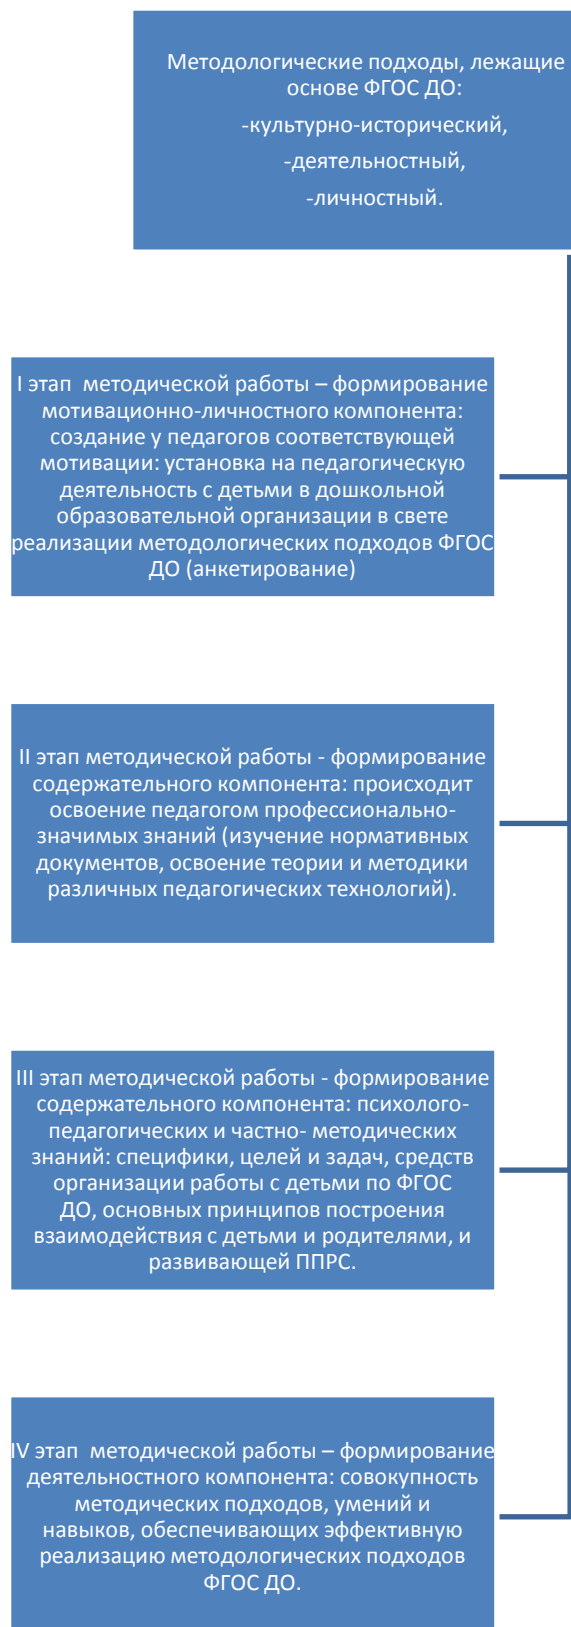 Методологические подходы, лежащие
основе ФГОС ДО:
-культурно-исторический,
-деятельностный,
-личностный.
I этап методической работы – формирование
мотивационно-личностного компонента:
создание у педагогов соответствующей
мотивации: установка на педагогическую
деятельность с детьми в дошкольной
образовательной организации в свете
реализации методологических подходов ФГОС
ДО (анкетирование)
II этап методической работы - формирование
содержательного компонента: происходит
освоение педагогом профессионально-
значимых знаний (изучение нормативных
документов, освоение теории и методики
различных педагогических технологий).
III этап методической работы - формирование
содержательного компонента: психолого-
педагогических и частно- методических
знаний: специфики, целей и задач, средств
организации работы с детьми по ФГОС
ДО, основных принципов построения
взаимодействия с детьми и родителями, и
развивающей ППРС.
IV этап методической работы – формирование
деятельностного компонента: совокупность
методических подходов, умений и
навыков, обеспечивающих эффективную
реализацию методологических подходов
ФГОС ДО.